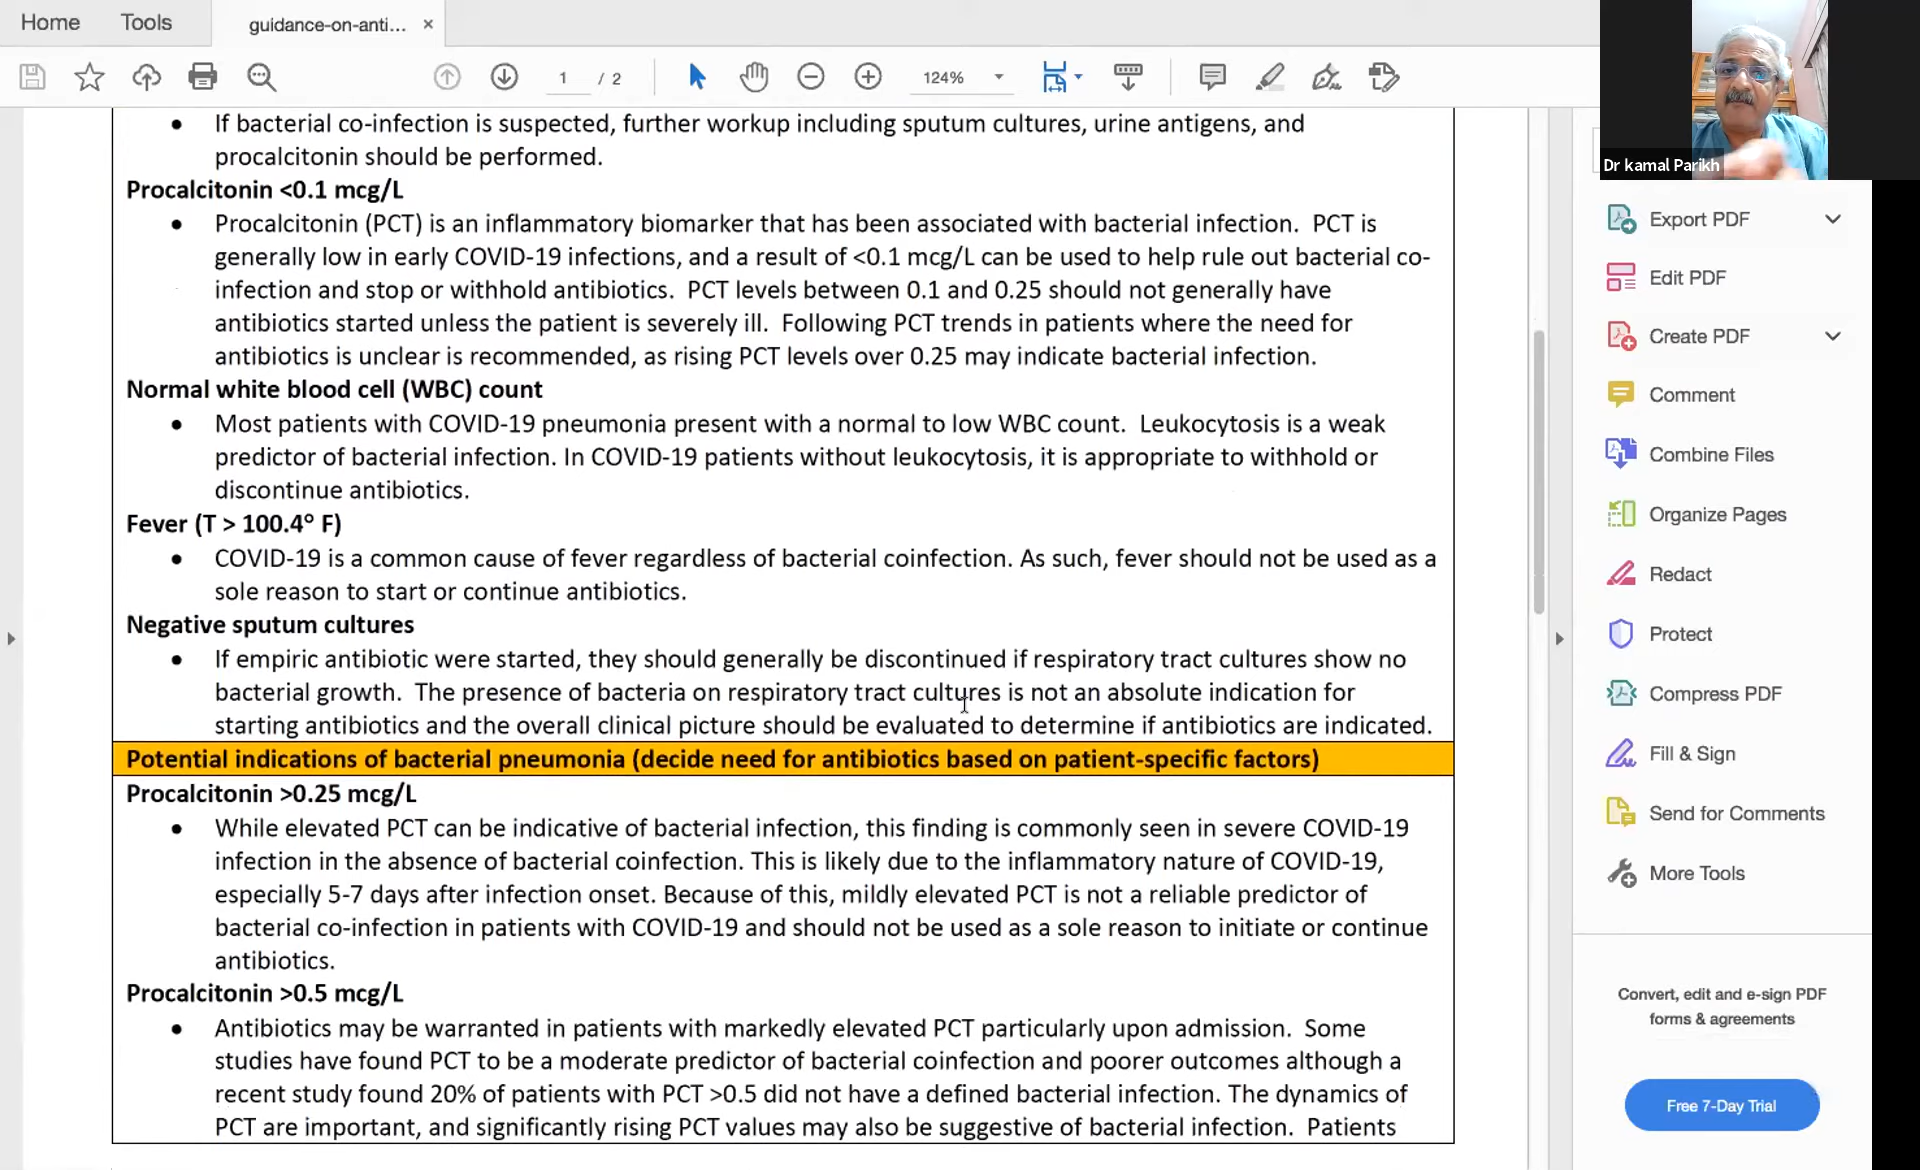 Home Tools guidance-on-anti... ×
1 / 2 124%
If bacterial co-infection is suspected, further workup including sputum cultures, urine antigens, and
procalcitonin should be performed.
Procalcitonin <0.1 mcg/L
• Procalcitonin (PCT) is an inflammatory biomarker that has been associated with bacterial infection. PCT is
generally low in early COVID-19 infections, and a result of <0.1 mcg/L can be used to help rule out bacterial co-
infection and stop or withhold antibiotics. PCT levels between 0.1 and 0.25 should not generally have
antibiotics started unless the patient is severely ill. Following PCT trends in patients where the need for
antibiotics is unclear is recommended, as rising PCT levels over 0.25 may indicate bacterial infection.
Normal white blood cell (WBC) count
• Most patients with COVID-19 pneumonia present with a normal to low WBC count. Leukocytosis is a weak
predictor of bacterial infection. In COVID-19 patients without leukocytosis, it is appropriate to withhold or
discontinue antibiotics.
Fever (T > 100.4° F)
• COVID-19 is a common cause of fever regardless of bacterial coinfection. As such, fever should not be used as a
sole reason to start or continue antibiotics.
Negative sputum cultures
• If empiric antibiotic were started, they should generally be discontinued if respiratory tract cultures show no
bacterial growth. The presence of bacteria on respiratory tract cultures is not an absolute indication for
starting antibiotics and the overall clinical picture should be evaluated to determine if antibiotics are indicated.
Potential indications of bacterial pneumonia (decide need for antibiotics based on patient-specific factors)
Procalcitonin >0.25 mcg/L
• While elevated PCT can be indicative of bacterial infection, this finding is commonly seen in severe COVID-19
infection in the absence of bacterial coinfection. This is likely due to the inflammatory nature of COVID-19,
especially 5-7 days after infection onset. Because of this, mildly elevated PCT is not a reliable predictor of
bacterial co-infection in patients with COVID-19 and should not be used as a sole reason to initiate or continue
antibiotics.
Procalcitonin >0.5 mcg/L
• Antibiotics may be warranted in patients with markedly elevated PCT particularly upon admission. Some
studies have found PCT to be a moderate predictor of bacterial coinfection and poorer outcomes although a
recent study found 20% of patients with PCT >0.5 did not have a defined bacterial infection. The dynamics of
PCT are important, and significantly rising PCT values may also be suggestive of bacterial infection. Patients
Dr kamal Parikh
Export PDF
Edit PDF
Create PDF
Comment
Combine Files
Organize Pages
Redact
Protect
Compress PDF
Fill & Sign
Send for Comments
More Tools
Convert, edit and e-sign PDF
forms & agreements
Free 7-Day Trial